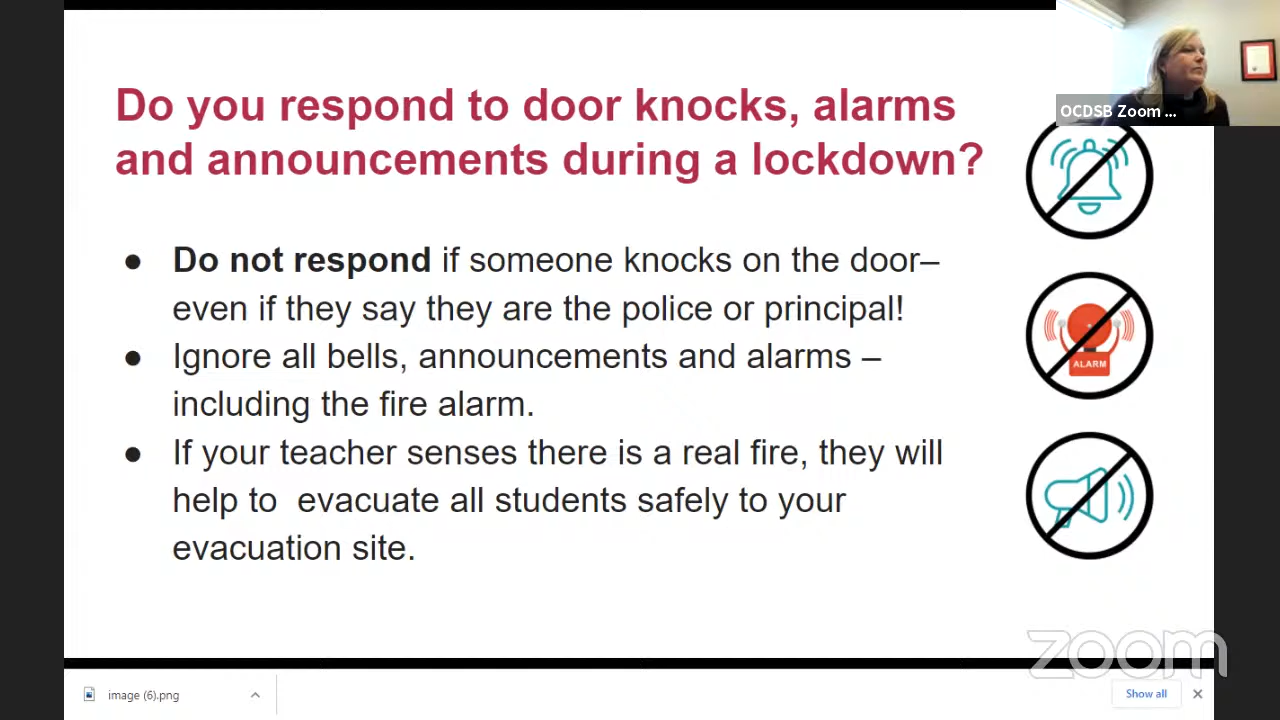 Do you respond to door knocks, alarms
and announcements during a lockdown?
OCDSB Zoom ...
● Do not respond if someone knocks on the door–
even if they say they are the police or principal!
● Ignore all bells, announcements and alarms –
including the fire alarm.
● If your teacher senses there is a real fire, they will
help to  evacuate all students safely to your
evacuation site.
ALARM
zoom
image (6).png
Show all